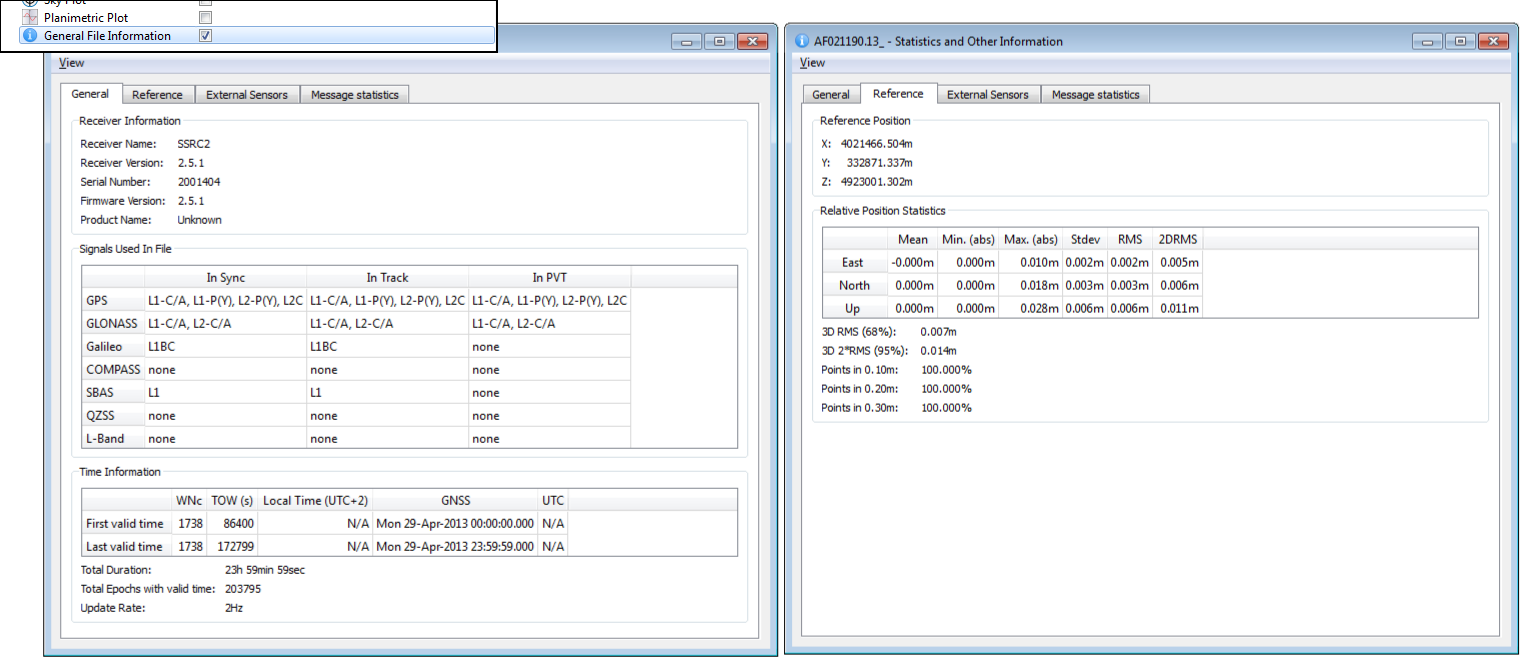 Sky Plot
Planimetric Plot
General File Information
View
General Reference External Sensors Message statistics
Receiver Information
Receiver Name: SSRC2
Receiver Version: 2.5.1
Serial Number: 2001404
Firmware Version: 2.5.1
Product Name: Unknown
Signals Used In File
In Sync In Track In PVT
GPS L1-C/A, L1-P(Y), L2-P(Y), L2C L1-C/A, L1-P(Y), L2-P(Y), L2C L1-C/A, L1-P(Y), L2-P(Y), L2C
GLONASS L1-C/A, L2-C/A L1-C/A, L2-C/A L1-C/A, L2-C/A
Galileo L1BC L1BC none
COMPASS none none none
SBAS L1 L1 none
QZSS none none none
L-Band none none none
Time Information
WNc TOW (s) Local Time (UTC+2) GNSS UTC
First valid time 1738 86400 N/A Mon 29-Apr-2013 00:00:00.000 N/A
Last valid time 1738 172799 N/A Mon 29-Apr-2013 23:59:59.000 N/A
Total Duration: 23h 59min 59sec
Total Epochs with valid time: 203795
Update Rate: 2Hz
AF021190.13_ - Statistics and Other Information
View
General Reference External Sensors Message statistics
Reference Position
X: 4021466.504m
Y: 332871.337m
Z: 4923001.302m
Relative Position Statistics
Mean Min. (abs) Max. (abs) Stdev RMS 2DRMS
East -0.000m 0.000m 0.010m 0.002m 0.002m 0.005m
North 0.000m 0.000m 0.018m 0.003m 0.003m 0.006m
Up 0.000m 0.000m 0.028m 0.006m 0.006m 0.011m
3D RMS (68%): 0.007m
3D 2*RMS (95%): 0.014m
Points in 0.10m: 100.000%
Points in 0.20m: 100.000%
Points in 0.30m: 100.000%